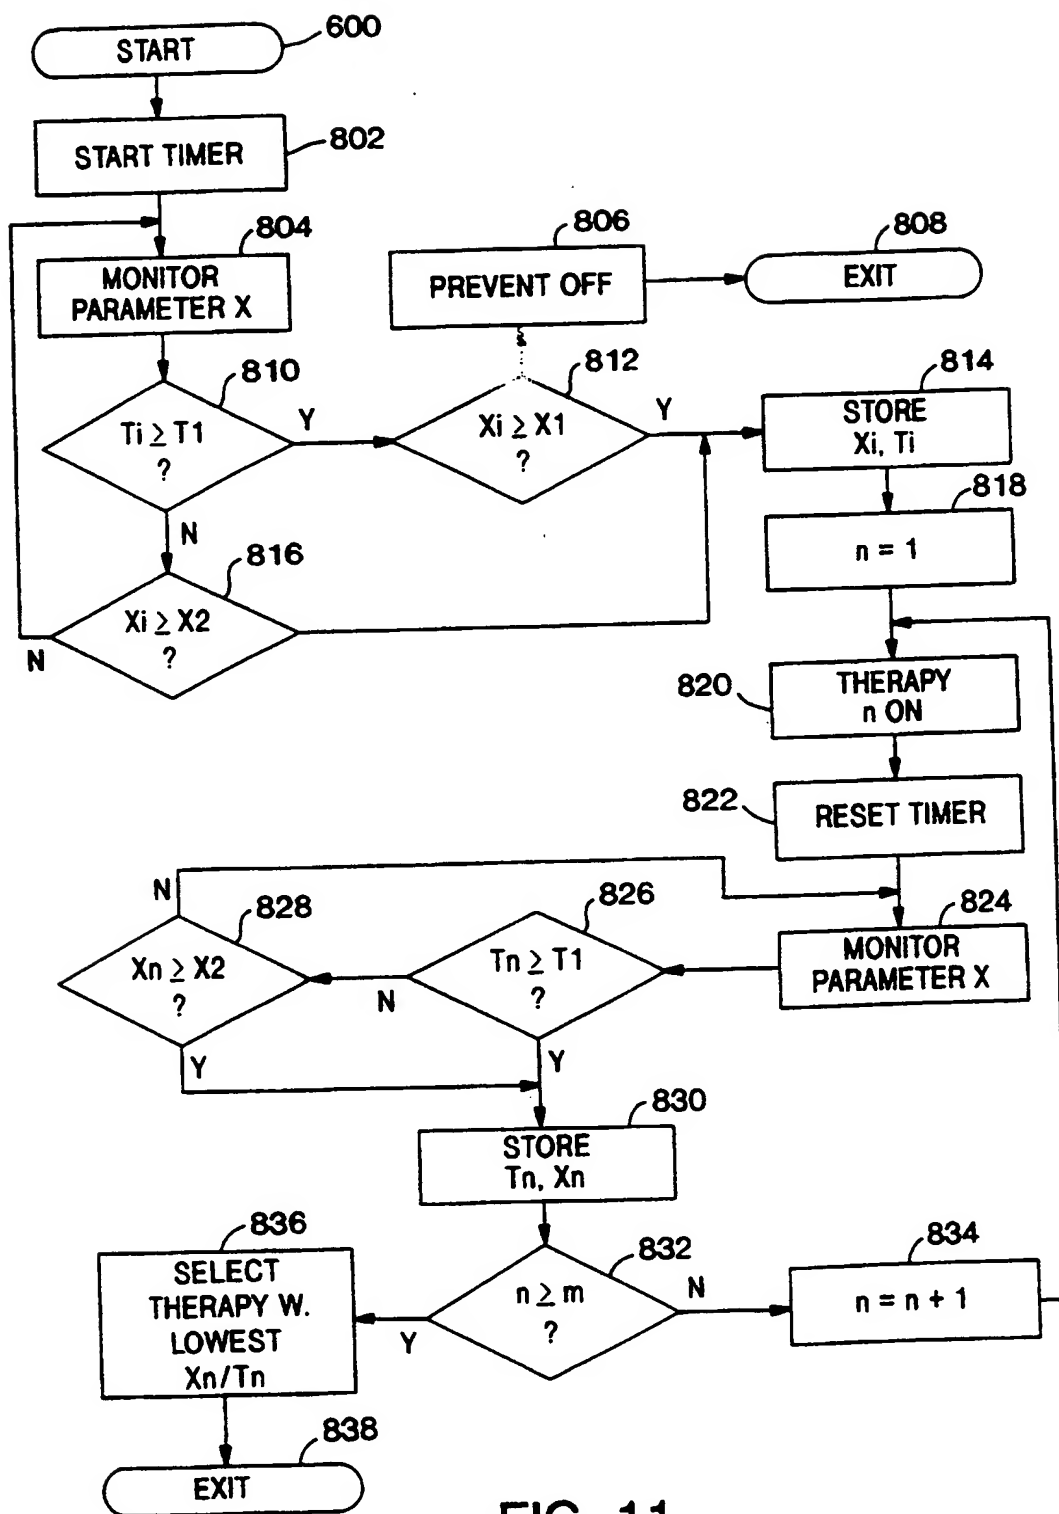 START
600
START TIMER
802
804
MONITOR
PARAMETER X
806
PREVENT OFF
808
EXIT
810
Ti ≥ T1
?
Y
N
812
Xi ≥ X1
?
Y
814
STORE
Xi, Ti
816
Xi ≥ X2
?
N
818
n = 1
820
THERAPY
n ON
822
RESET TIMER
824
MONITOR
PARAMETER X
826
Tn ≥ T1
?
N
Y
828
Xn ≥ X2
?
N
Y
830
STORE
Tn, Xn
832
n ≥ m
?
N
Y
834
n = n + 1
836
SELECT
THERAPY W.
LOWEST
Xn/Tn
838
EXIT
FIG. 11